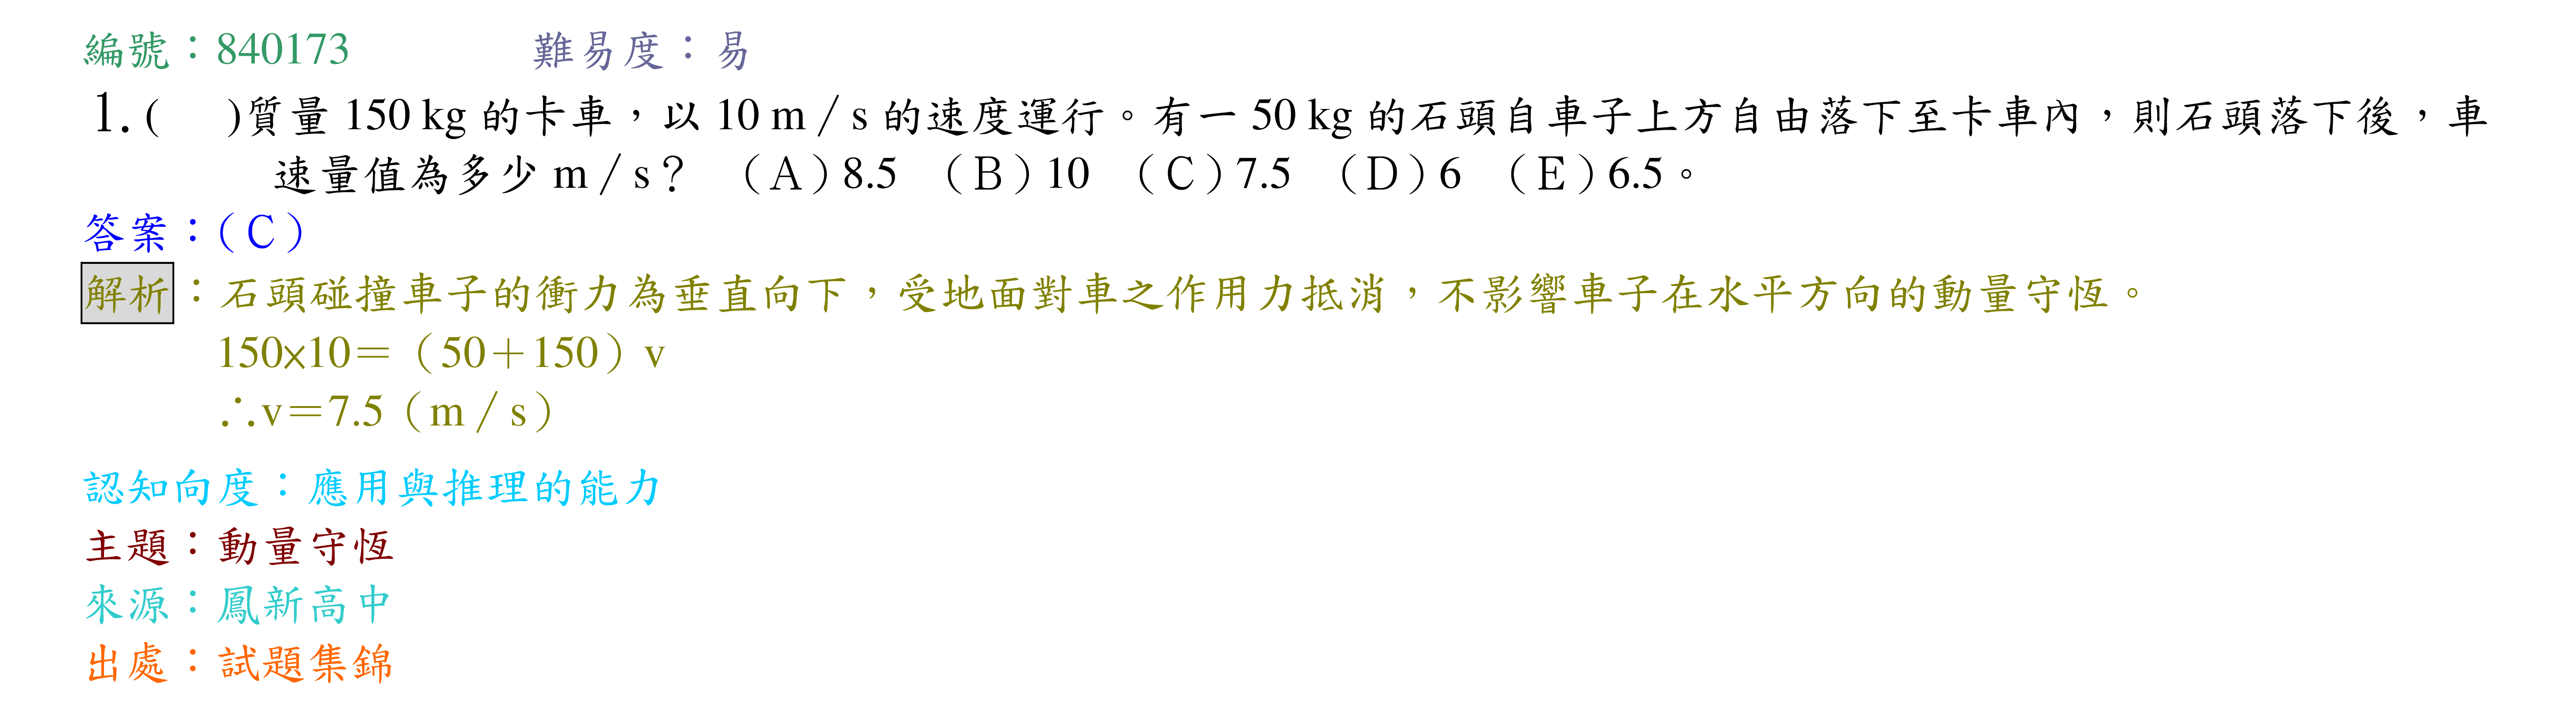 編號：840173　難易度：易
1.(　)質量 150 kg 的卡車，以 10 m／s 的速度運行。有一 50 kg 的石頭自車子上方自由落下至卡車內，則石頭落下後，車
速量值為多少 m／s？　（A）8.5　（B）10　（C）7.5　（D）6　（E）6.5。
答案：（C）
解析：石頭碰撞車子的衝力為垂直向下，受地面對車之作用力抵消，不影響車子在水平方向的動量守恆。
150×10＝（50＋150）v
∴v＝7.5（m／s）
認知向度：應用與推理的能力
主題：動量守恆
來源：鳳新高中
出處：試題集錦